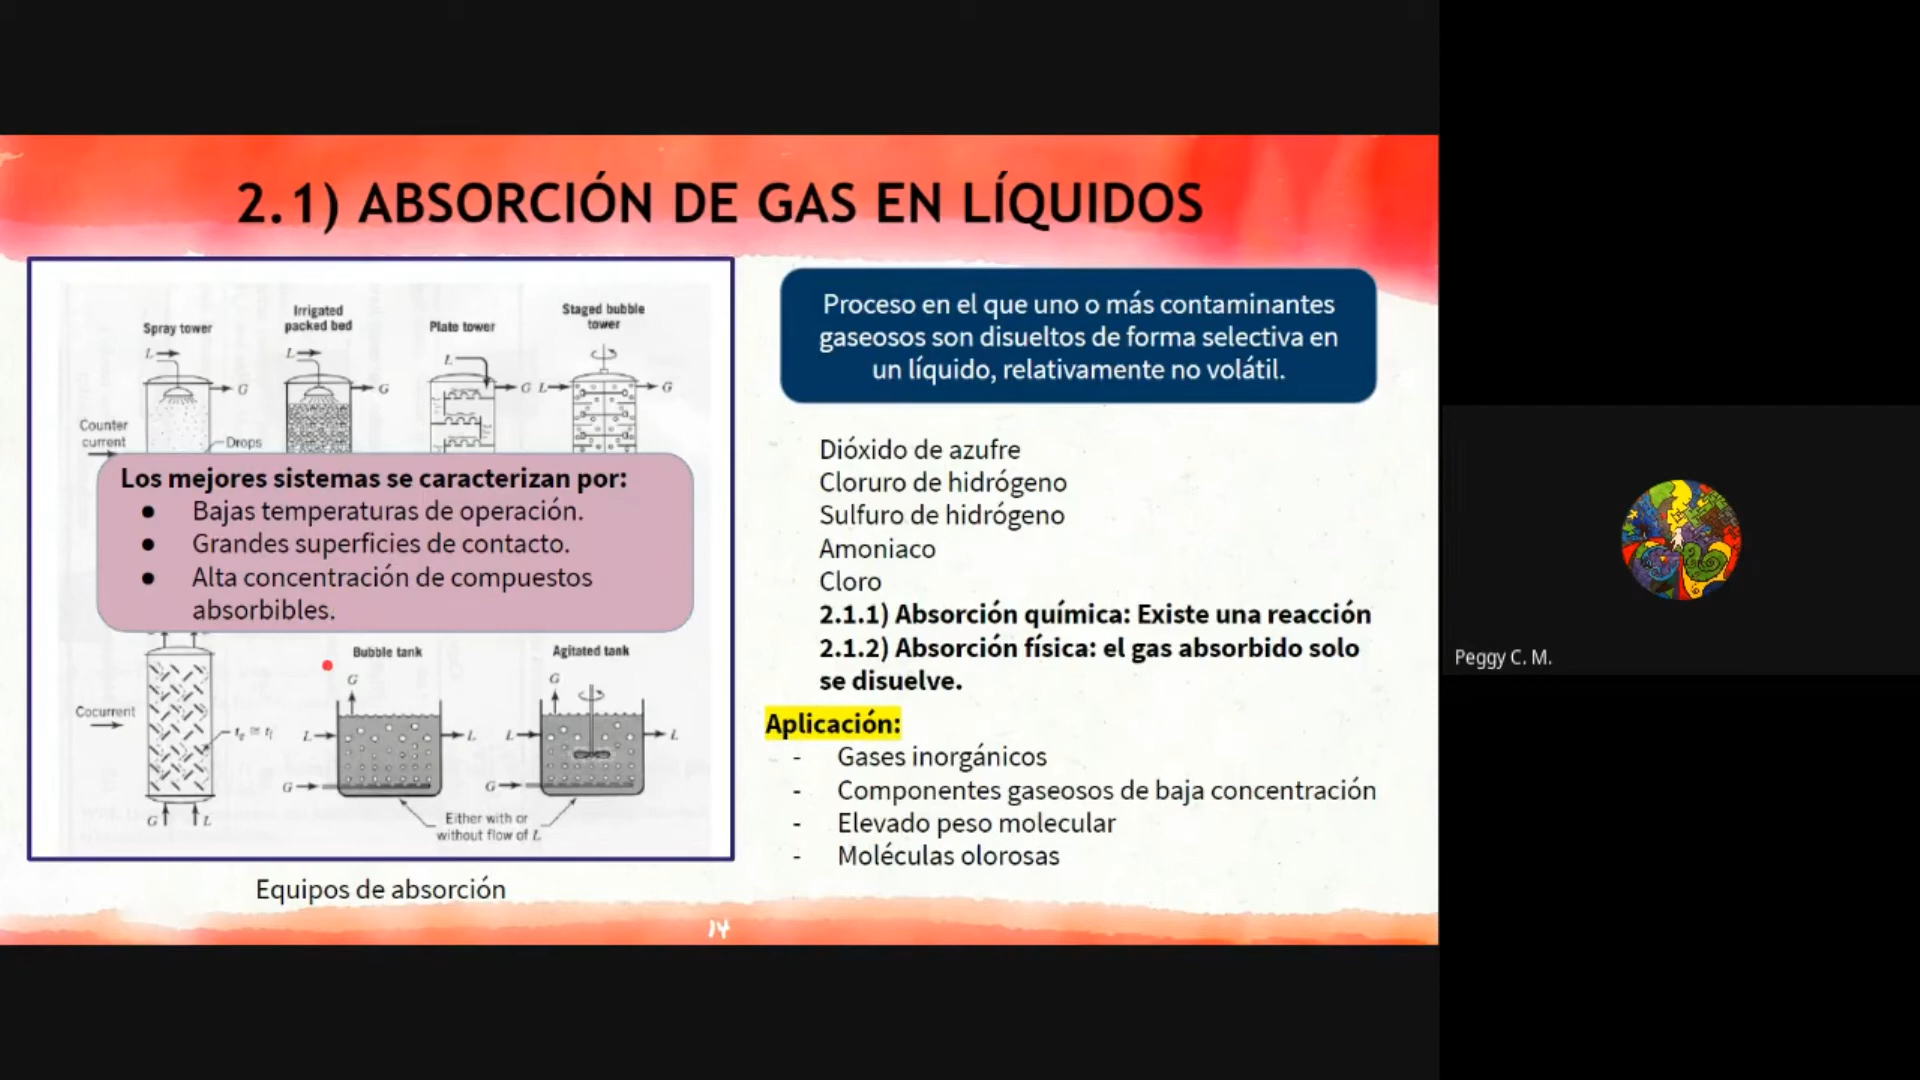 2.1) ABSORCIÓN DE GAS EN LÍQUIDOS
Spray tower
Irrigated
packed bed
Plate tower
Staged bubble
tower
L
L
L
G
G
G
L
G
Counter
current
Drops
Los mejores sistemas se caracterizan por:
● Bajas temperaturas de operación.
● Grandes superficies de contacto.
● Alta concentración de compuestos
absorbibles.
Bubble tank
Agitated tank
G
G
Cocurrent
L
L
L
L
G
G
G
L
Either with or
without flow of L
Equipos de absorción
Proceso en el que uno o más contaminantes
gaseosos son disueltos de forma selectiva en
un líquido, relativamente no volátil.
Dióxido de azufre
Cloruro de hidrógeno
Sulfuro de hidrógeno
Amoniaco
Cloro
2.1.1) Absorción química: Existe una reacción
2.1.2) Absorción física: el gas absorbido solo
se disuelve.
Aplicación:
- Gases inorgánicos
- Componentes gaseosos de baja concentración
- Elevado peso molecular
- Moléculas olorosas
14
Peggy C. M.